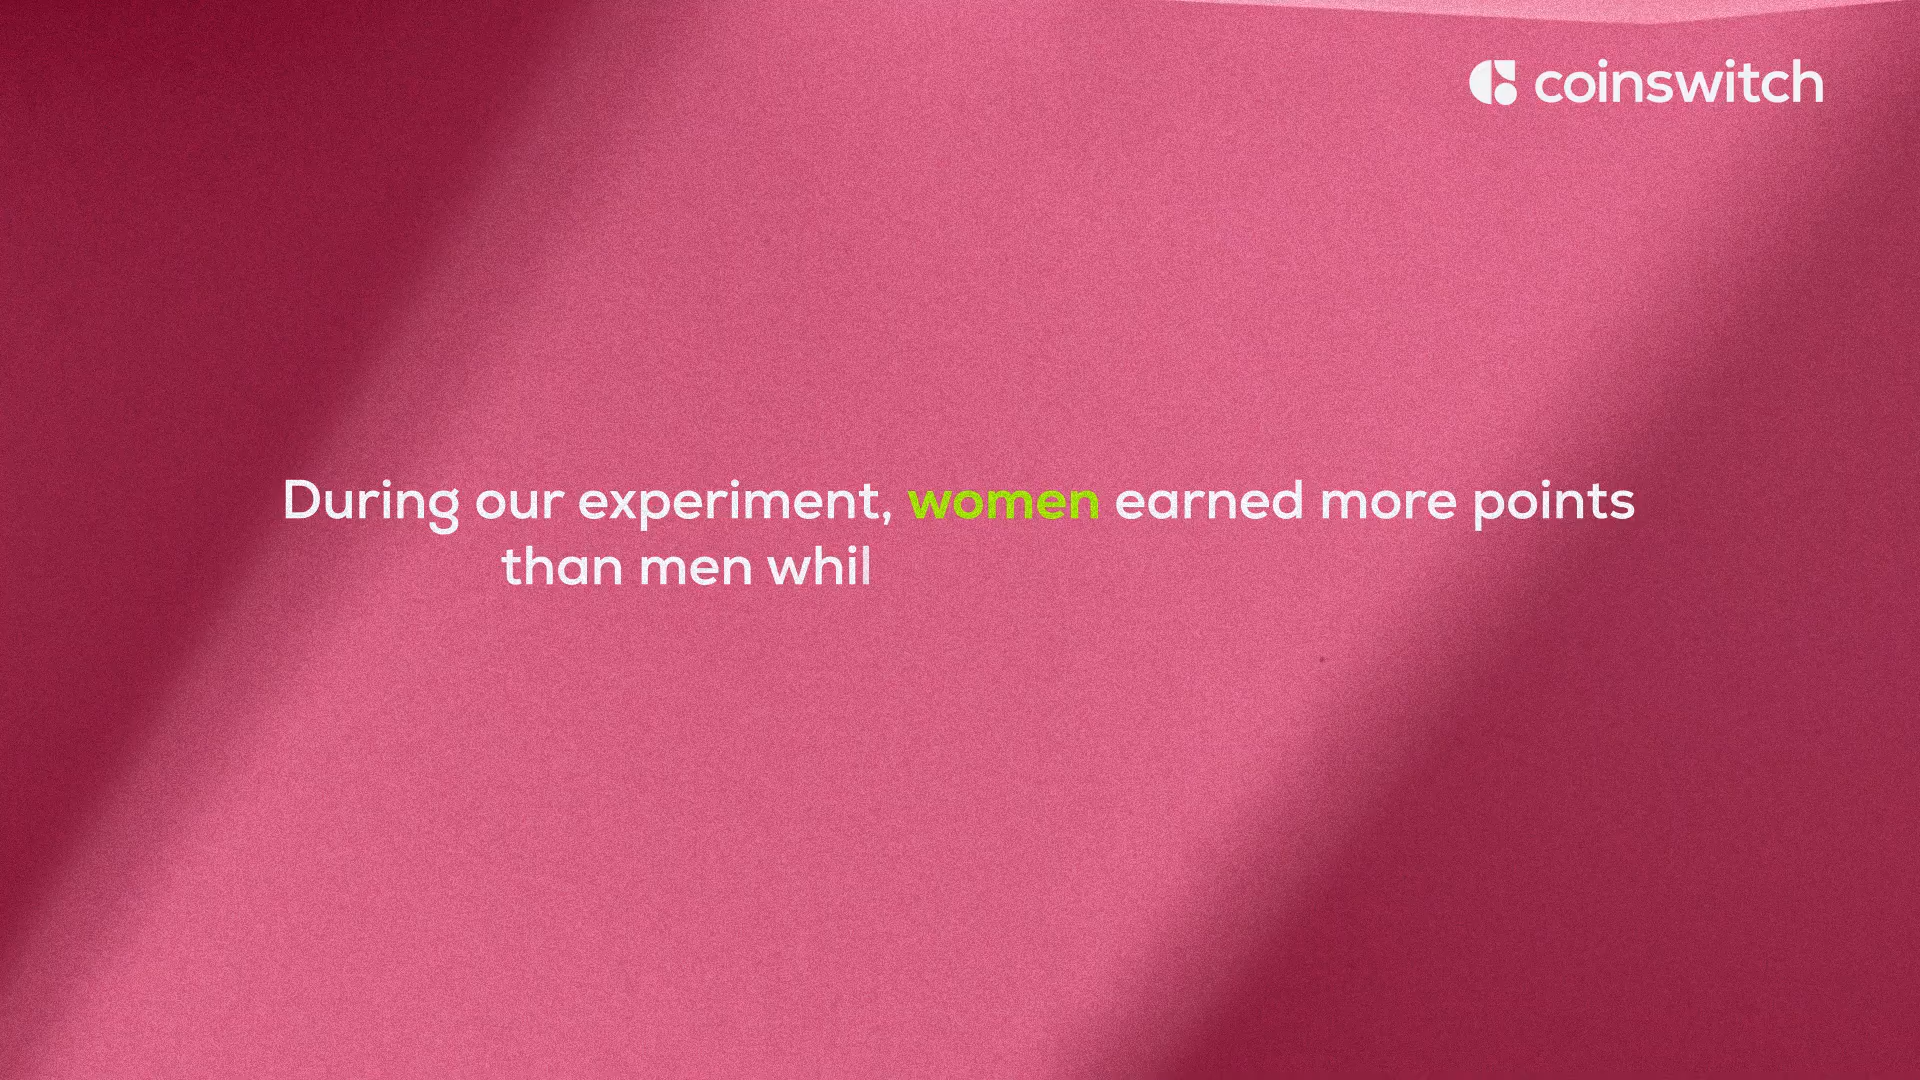 coinswitch
During our experiment, women earned more points
than men whil